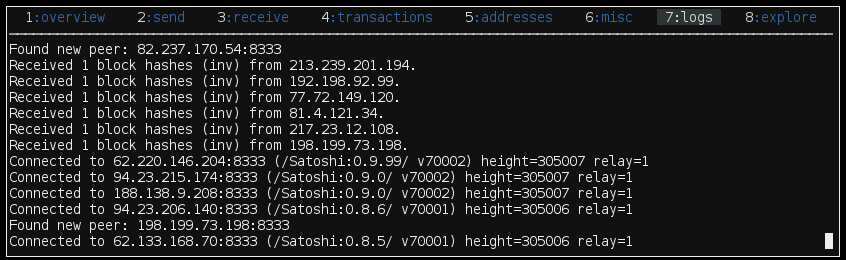 1:overview 2:send 3:receive 4:transactions 5:addresses 6:misc 7:logs 8:explore
Found new peer: 82.237.170.54:8333
Received 1 block hashes (inv) from 213.239.201.194.
Received 1 block hashes (inv) from 192.198.92.99.
Received 1 block hashes (inv) from 77.72.149.120.
Received 1 block hashes (inv) from 81.4.121.34.
Received 1 block hashes (inv) from 217.23.12.108.
Received 1 block hashes (inv) from 198.199.73.198.
Connected to 62.220.146.204:8333 (/Satoshi:0.9.99/ v70002) height=305007 relay=1
Connected to 94.23.215.174:8333 (/Satoshi:0.9.0/ v70002) height=305007 relay=1
Connected to 188.138.9.208:8333 (/Satoshi:0.9.0/ v70002) height=305007 relay=1
Connected to 94.23.206.140:8333 (/Satoshi:0.8.6/ v70001) height=305006 relay=1
Found new peer: 198.199.73.198:8333
Connected to 62.133.168.70:8333 (/Satoshi:0.8.5/ v70001) height=305006 relay=1